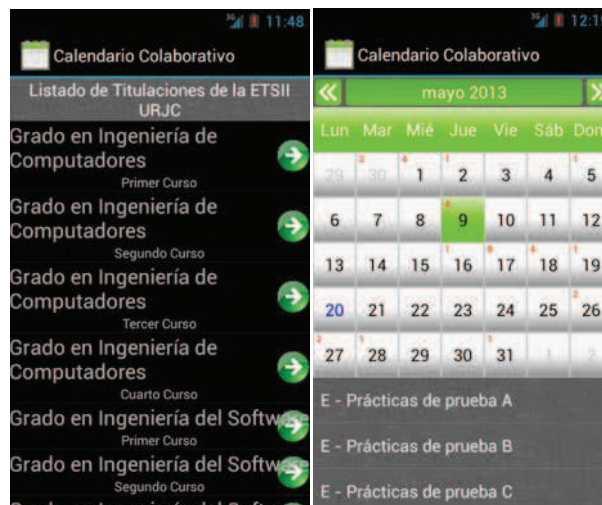 3G 11:48
Calendario Colaborativo
Listado de Titulaciones de la ETSII
URJC
Grado en Ingeniería de
Computadores
Primer Curso
Grado en Ingeniería de
Computadores
Segundo Curso
Grado en Ingeniería de
Computadores
Tercer Curso
Grado en Ingeniería de
Computadores
Cuarto Curso
Grado en Ingeniería del Software
Primer Curso
Grado en Ingeniería del Software
Segundo Curso
3G 12:19
Calendario Colaborativo
mayo 2013
Lun Mar Mié Jue Vie Sáb Dom
29 30 1 2 3 4 5
6 7 8 9 10 11 12
13 14 15 16 17 18 19
20 21 22 23 24 25 26
27 28 29 30 31 1 2
E - Prácticas de prueba A
E - Prácticas de prueba B
E - Prácticas de prueba C